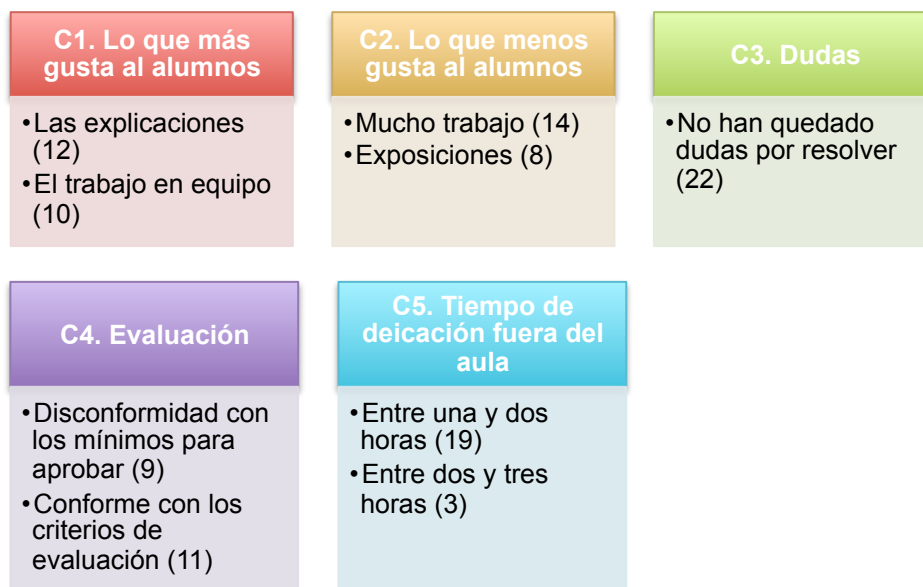 C1. Lo que más
gusta al alumnos
•Las explicaciones
(12)
•El trabajo en equipo
(10)
C2. Lo que menos
gusta al alumnos
•Mucho trabajo (14)
•Exposiciones (8)
C3. Dudas
•No han quedado
dudas por resolver
(22)
C4. Evaluación
•Disconformidad con
los mínimos para
aprobar (9)
•Conforme con los
criterios de
evaluación (11)
C5. Tiempo de
deicación fuera del
aula
•Entre una y dos
horas (19)
•Entre dos y tres
horas (3)